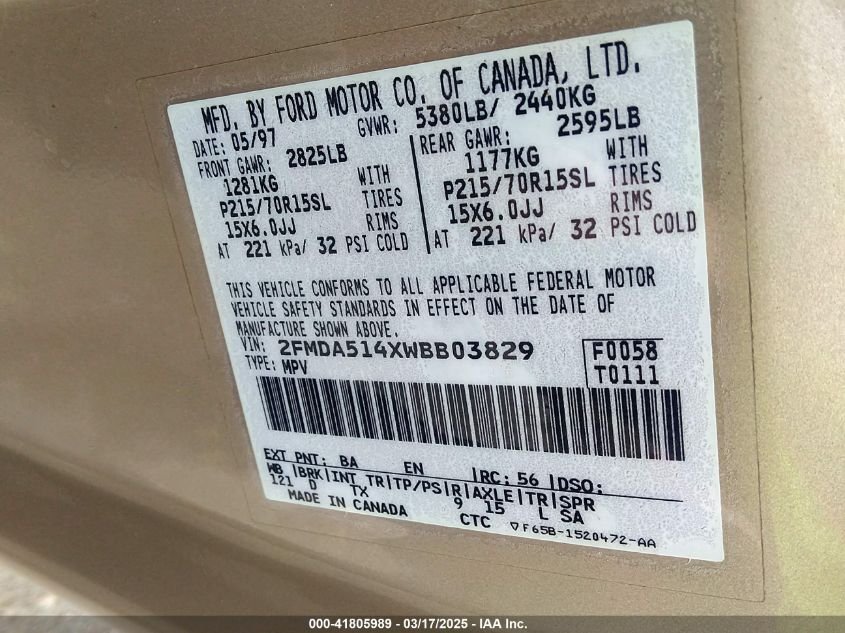 MFD. BY FORD MOTOR CO. OF CANADA, LTD.
DATE: 05/97 GVWR: 5380LB/ 2440KG
FRONT GAWR: 2825LB REAR GAWR: 2595LB
1281KG WITH 1177KG WITH
P215/70R15SL TIRES P215/70R15SL TIRES
15X6.0JJ RIMS 15X6.0JJ RIMS
AT 221 kPa/ 32 PSI COLD AT 221 kPa/ 32 PSI COLD
THIS VEHICLE CONFORMS TO ALL APPLICABLE FEDERAL MOTOR
VEHICLE SAFETY STANDARDS IN EFFECT ON THE DATE OF
MANUFACTURE SHOWN ABOVE.
VIN: 2FMDA514XWBB03829 F0058
TYPE: MPV T0111
EXT PNT: BA EN RC: 56 DSO:
WB |BRK|INT TR|TP/PS|R|AXLE|TR|SPR
121 D TX 9 15 L SA
MADE IN CANADA CTC ▽F65B-1520472-AA
000-41805989 - 03/17/2025 - IAA Inc.